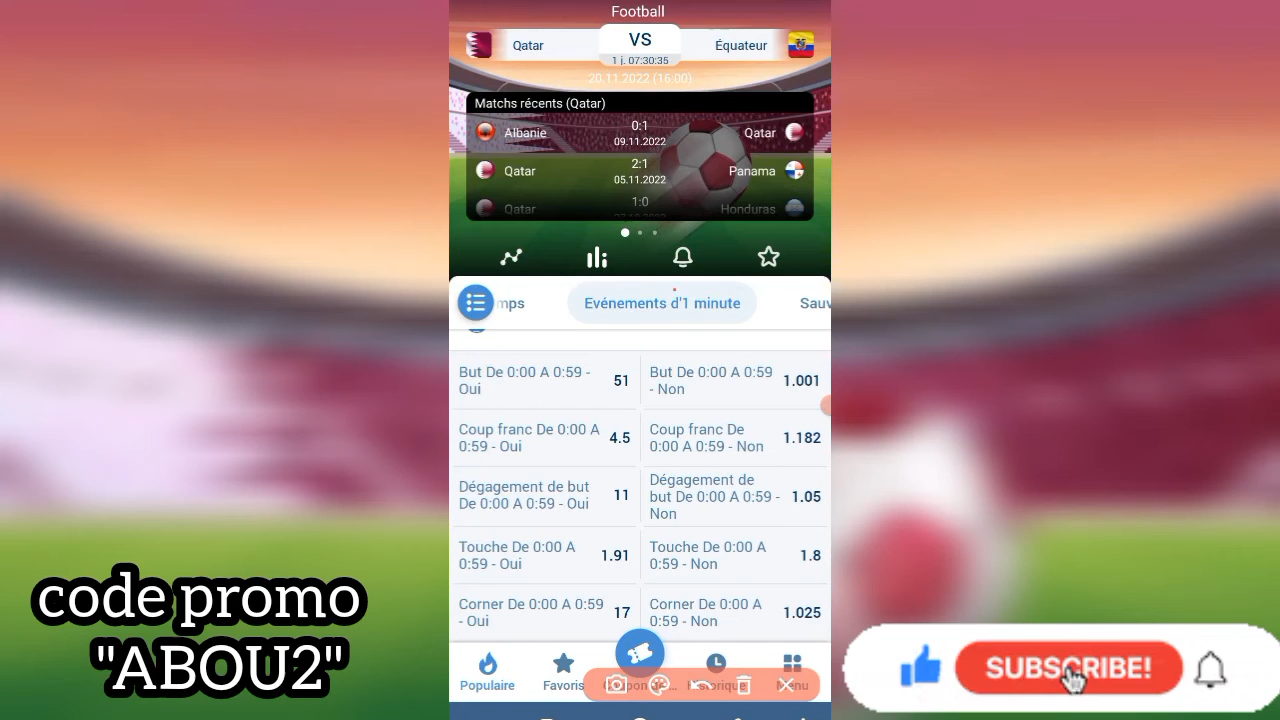 Football
Qatar
VS
Équateur
1 j. 07:30:35
20.11.2022 (16:00)
Matchs récents (Qatar)
Albanie
0:1
Qatar
09.11.2022
Qatar
2:1
Panama
05.11.2022
Qatar
1:0
Honduras
mps
Evénements d'1 minute
Sauv
But De 0:00 A 0:59 -
Oui
51
But De 0:00 A 0:59
- Non
1.001
Coup franc De 0:00 A
0:59 - Oui
4.5
Coup franc De
0:00 A 0:59 - Non
1.182
Dégagement de but
De 0:00 A 0:59 - Oui
11
Dégagement de
but De 0:00 A 0:59 -
Non
1.05
Touche De 0:00 A
0:59 - Oui
1.91
Touche De 0:00 A
0:59 - Non
1.8
Corner De 0:00 A 0:59
- Oui
17
Corner De 0:00 A
0:59 - Non
1.025
Populaire
Favoris
Historique
Menu
code promo
"ABOU2"
SUBSCRIBE!